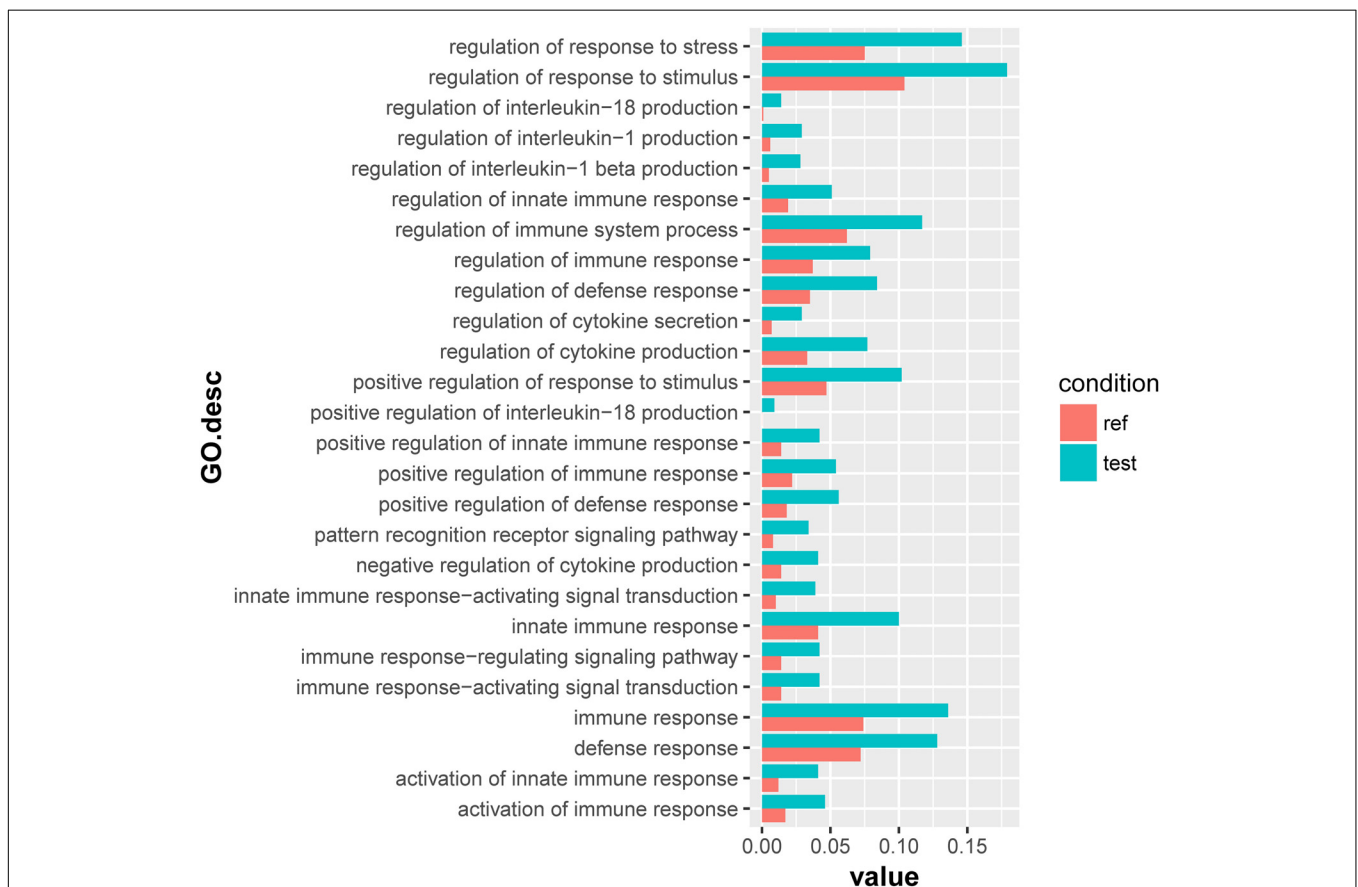 regulation of response to stress
regulation of response to stimulus
regulation of interleukin−18 production
regulation of interleukin−1 production
regulation of interleukin−1 beta production
regulation of innate immune response
regulation of immune system process
regulation of immune response
regulation of defense response
regulation of cytokine secretion
regulation of cytokine production
positive regulation of response to stimulus
positive regulation of interleukin−18 production
positive regulation of innate immune response
positive regulation of immune response
positive regulation of defense response
pattern recognition receptor signaling pathway
negative regulation of cytokine production
innate immune response−activating signal transduction
innate immune response
immune response−regulating signaling pathway
immune response−activating signal transduction
immune response
defense response
activation of innate immune response
activation of immune response
GO.desc
0.00 0.05 0.10 0.15
value
condition
ref
test